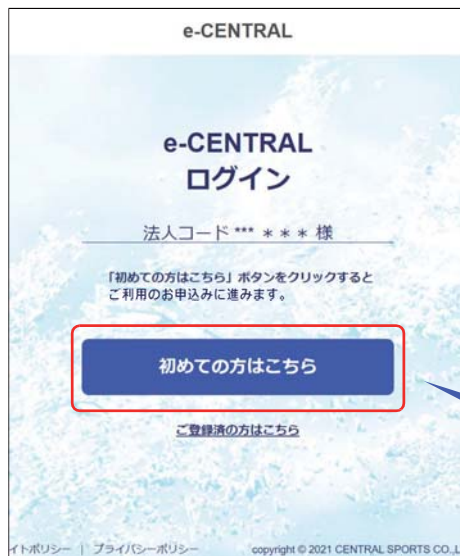 e-CENTRAL
e-CENTRAL
ログイン
法人コード *** ＊＊＊ 様
「初めての方はこちら」ボタンをクリックすると
ご利用のお申込みに進みます。
初めての方はこちら
ご登録済の方はこちら
イトポリシー | プライバシーポリシー copyright © 2021 CENTRAL SPORTS CO.,L